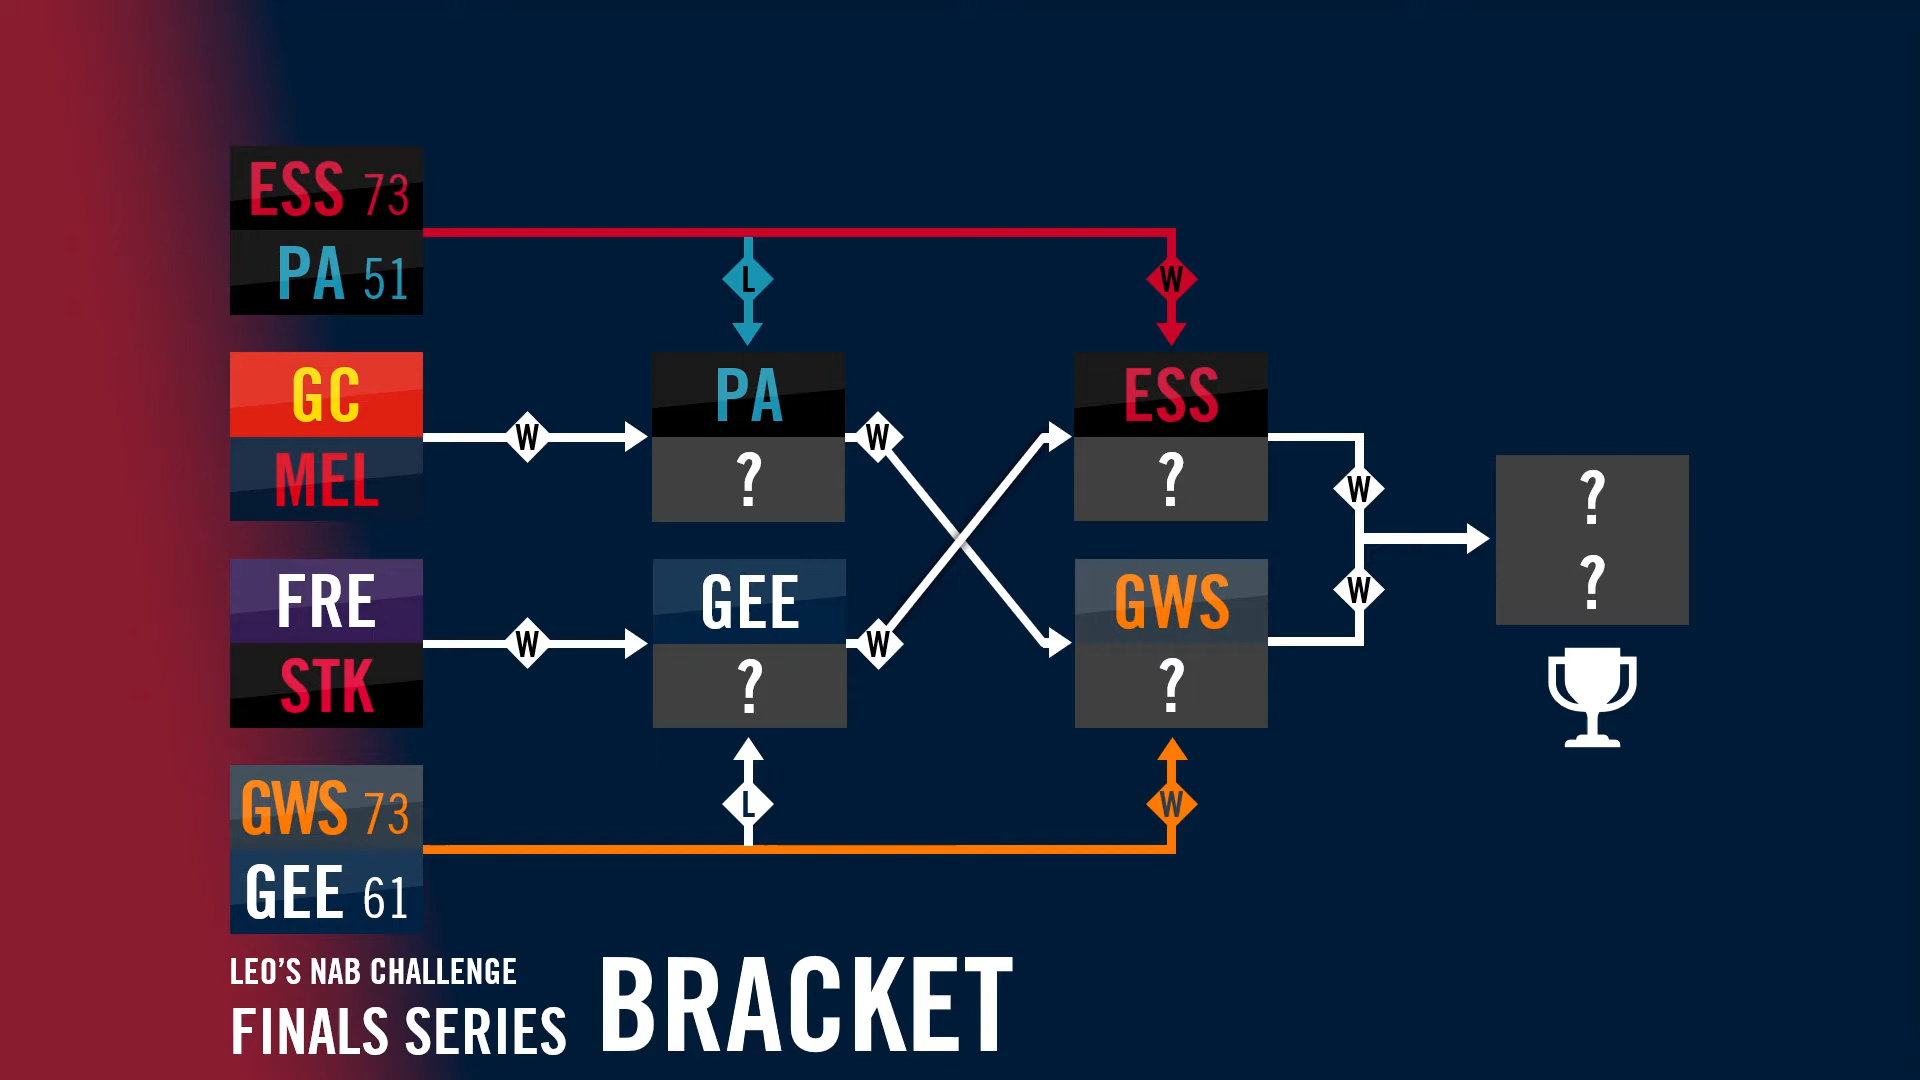 ESS 73
PA 51
L
W
GC
MEL
W
PA
?
W
ESS
?
W
?
?
FRE
STK
W
GEE
?
W
GWS
?
W
GWS 73
GEE 61
L
W
LEO'S NAB CHALLENGE
FINALS SERIES
BRACKET